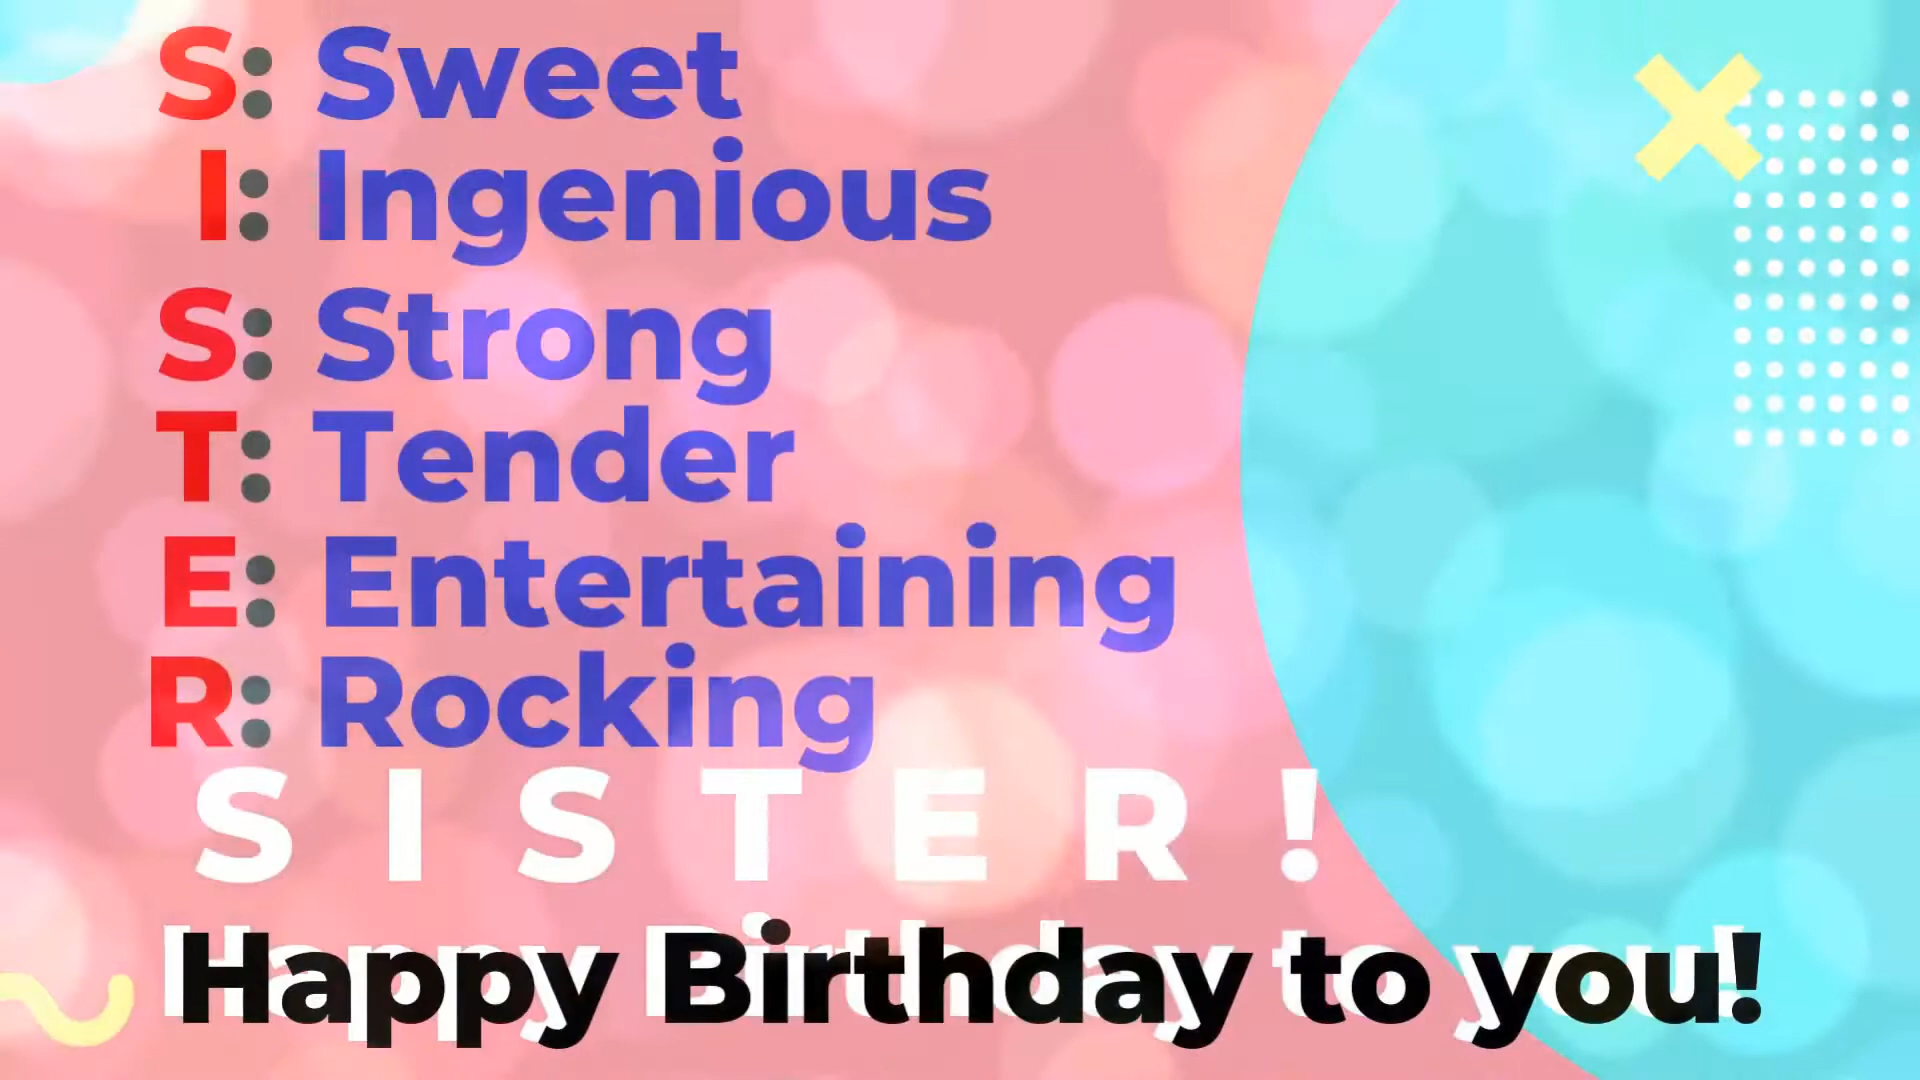 S: Sweet
I: Ingenious
S: Strong
T: Tender
E: Entertaining
R: Rocking
S I S T E R !
Happy Birthday to you!